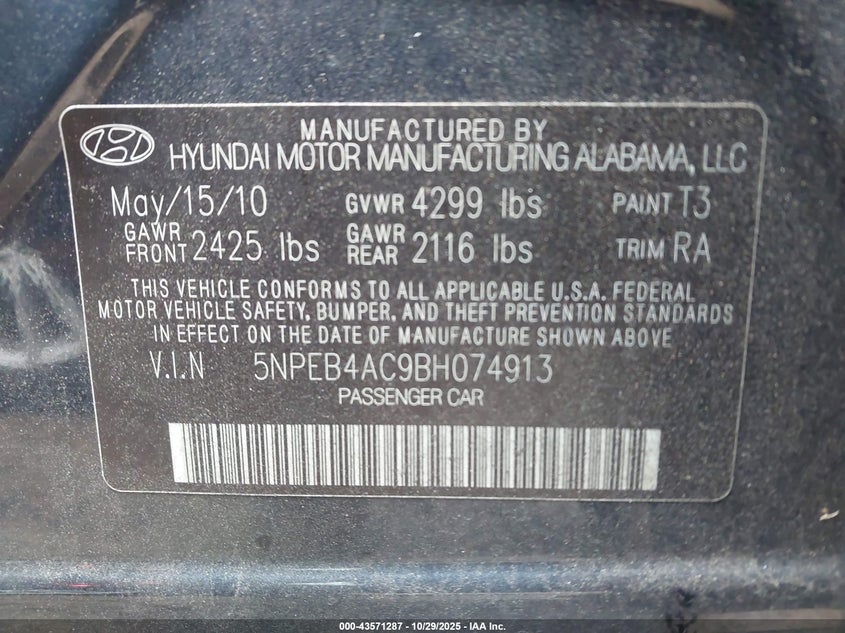 MANUFACTURED BY
HYUNDAI MOTOR MANUFACTURING ALABAMA, LLC
May/15/10 GVWR 4299 lbs PAINT T3
GAWR FRONT 2425 lbs GAWR REAR 2116 lbs TRIM RA
THIS VEHICLE CONFORMS TO ALL APPLICABLE U.S.A. FEDERAL
MOTOR VEHICLE SAFETY, BUMPER, AND THEFT PREVENTION STANDARDS
IN EFFECT ON THE DATE OF MANUFACTURE SHOWN ABOVE
V.I.N 5NPEB4AC9BH074913
PASSENGER CAR
000-43571287 - 10/29/2025 - IAA Inc.